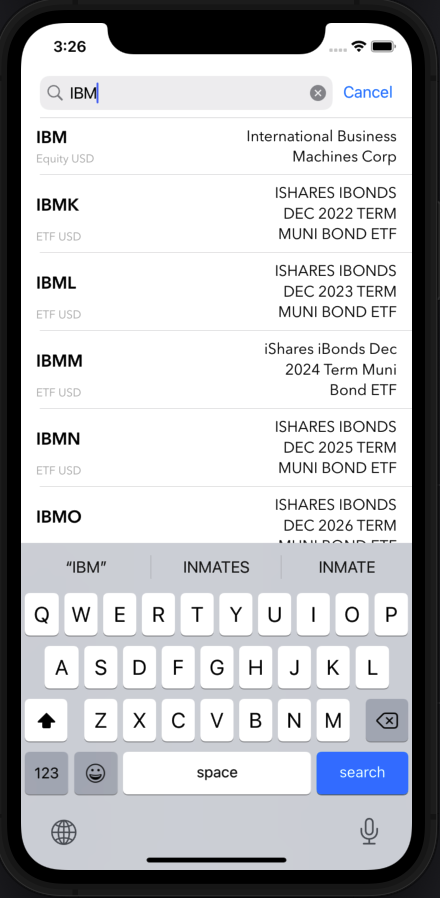 3:26
IBM
Cancel
IBM
International Business
Machines Corp
Equity USD
IBMK
ISHARES IBONDS
DEC 2022 TERM
MUNI BOND ETF
ETF USD
IBML
ISHARES IBONDS
DEC 2023 TERM
MUNI BOND ETF
ETF USD
IBMM
iShares iBonds Dec
2024 Term Muni
Bond ETF
ETF USD
IBMN
ISHARES IBONDS
DEC 2025 TERM
MUNI BOND ETF
ETF USD
IBMO
ISHARES IBONDS
DEC 2026 TERM
MUNI BOND ETF
“IBM” INMATES INMATE
Q W E R T Y U I O P
A S D F G H J K L
Z X C V B N M
123 space search